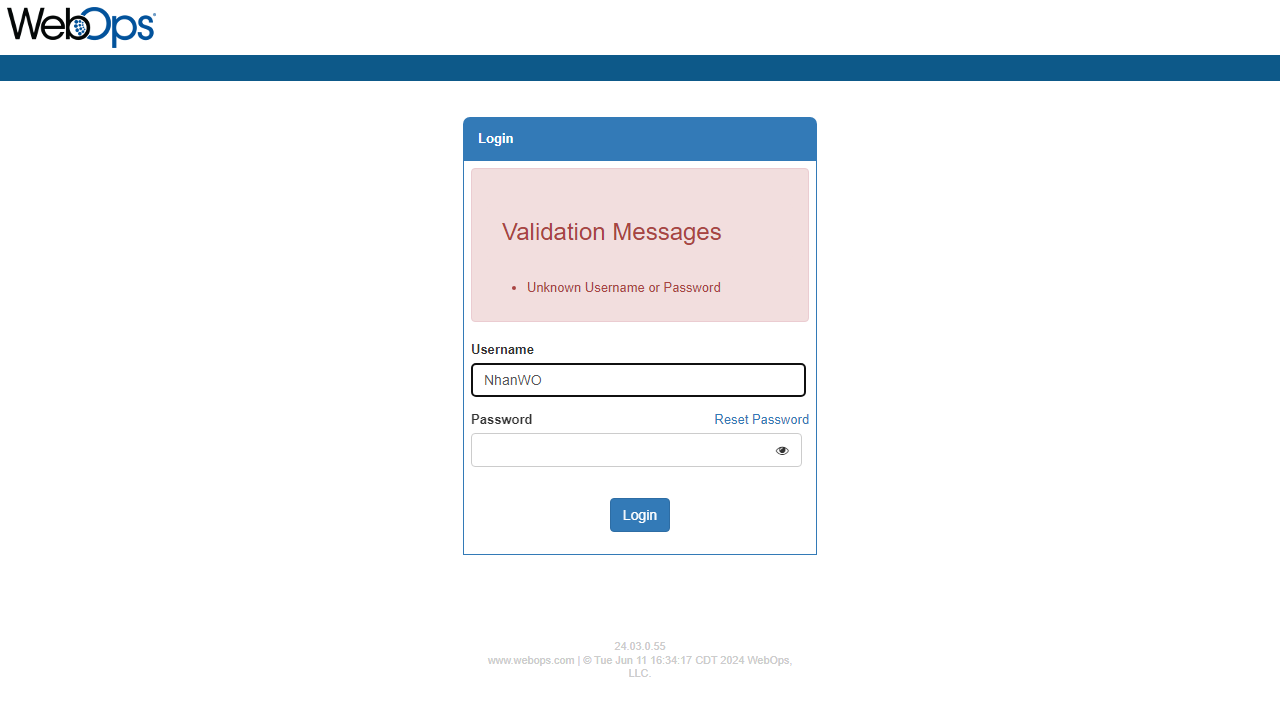 WebOps®
Login
Validation Messages
• Unknown Username or Password
Username
NhanWO
Password
Reset Password
Login
24.03.0.55
www.webops.com | © Tue Jun 11 16:34:17 CDT 2024 WebOps,
LLC.